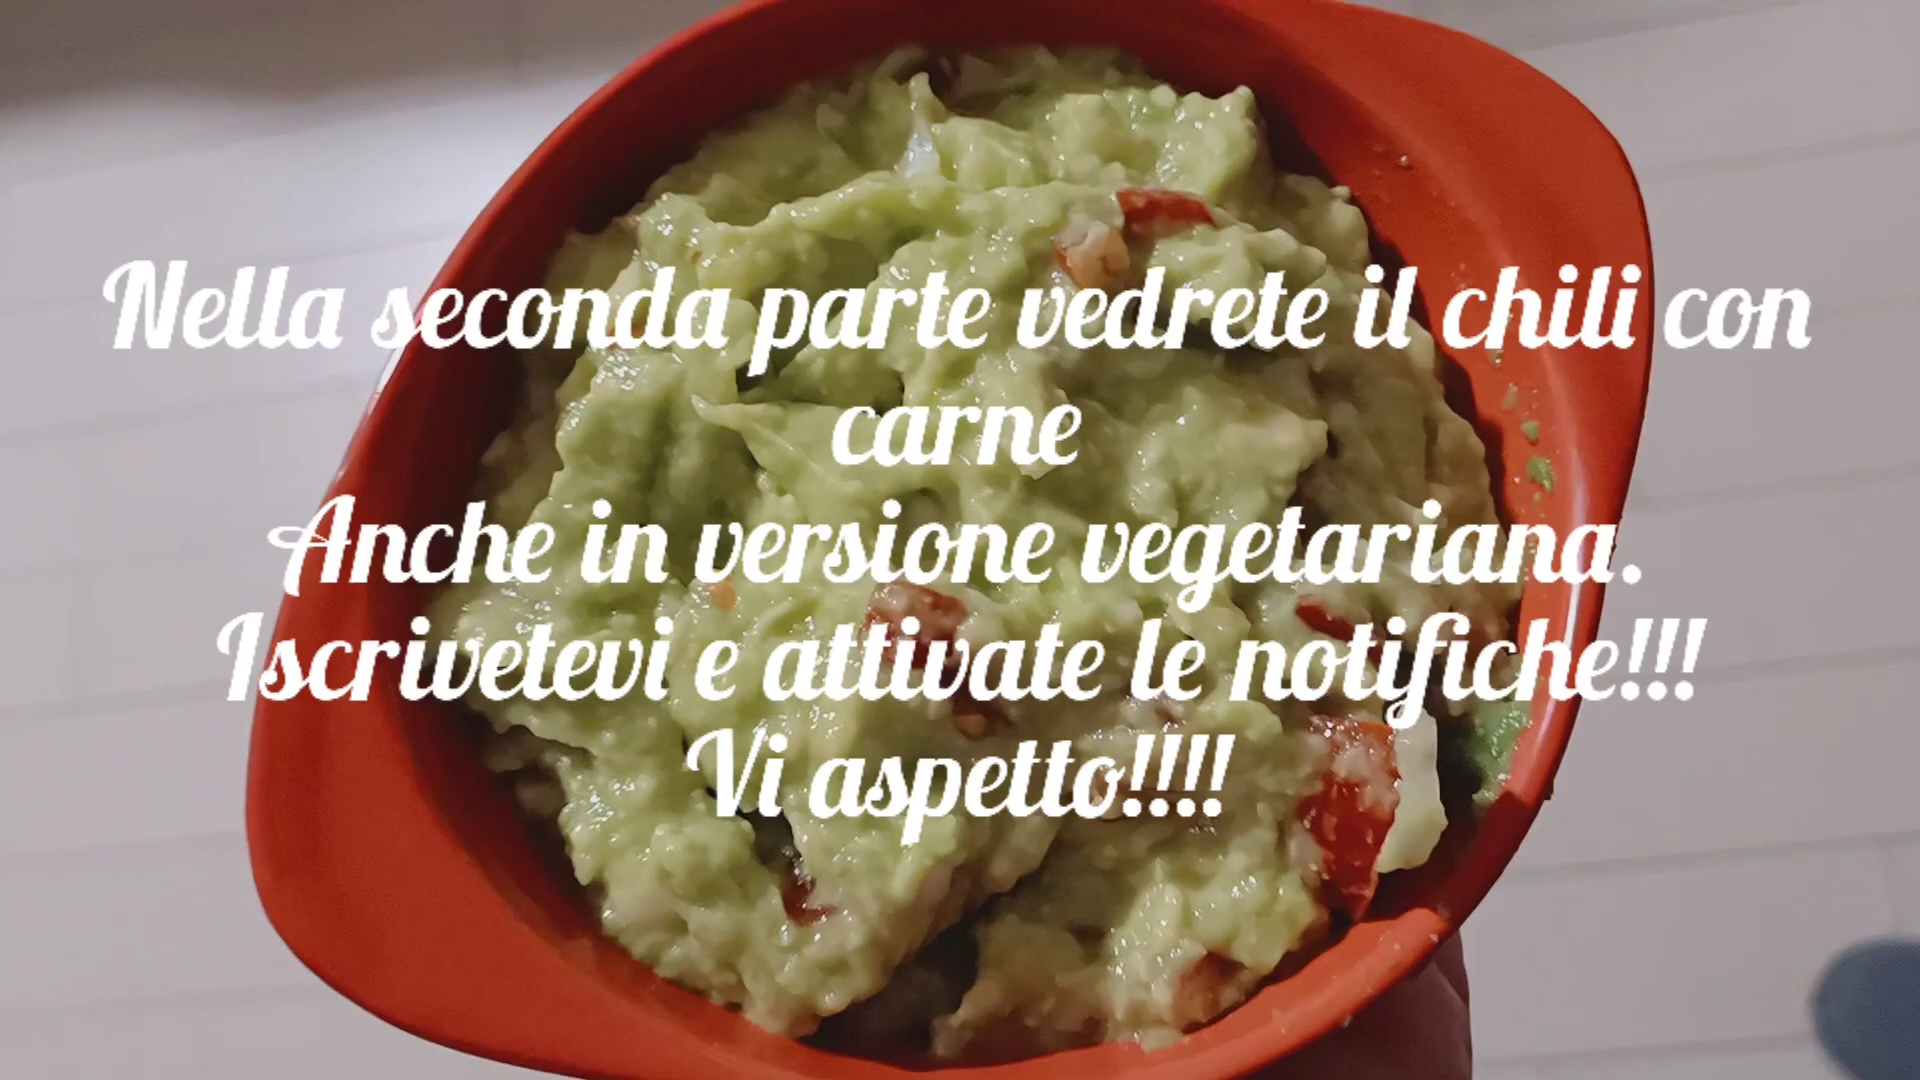 Nella seconda parte vedrete il chili con
carne
Anche in versione vegetariana.
Iscrivetevi e attivate le notifiche!!!
Vi aspetto!!!!